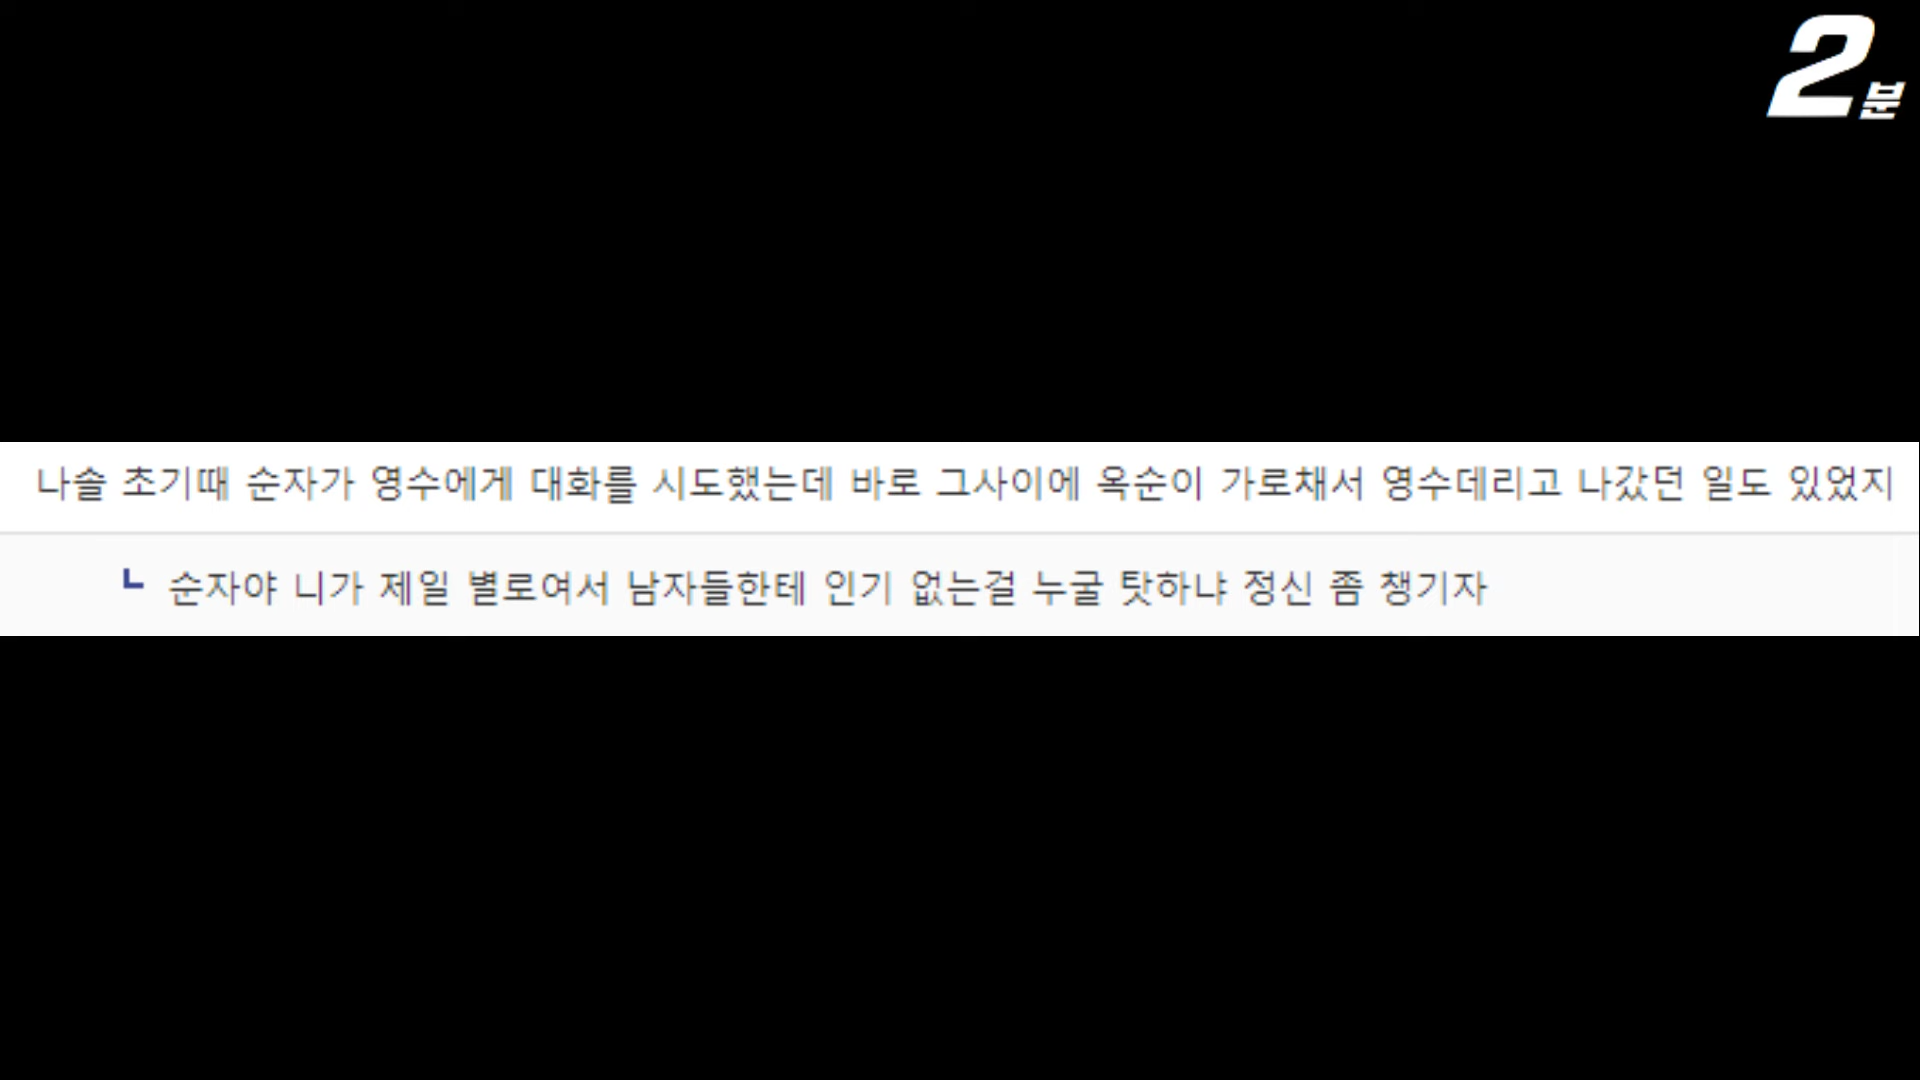 2분
나솔 초기때 순자가 영수에게 대화를 시도했는데 바로 그사이에 옥순이 가로채서 영수데리고 나갔던 일도 있었지
ㄴ 순자야 니가 제일 별로여서 남자들한테 인기 없는걸 누굴 탓하냐 정신 좀 챙기자